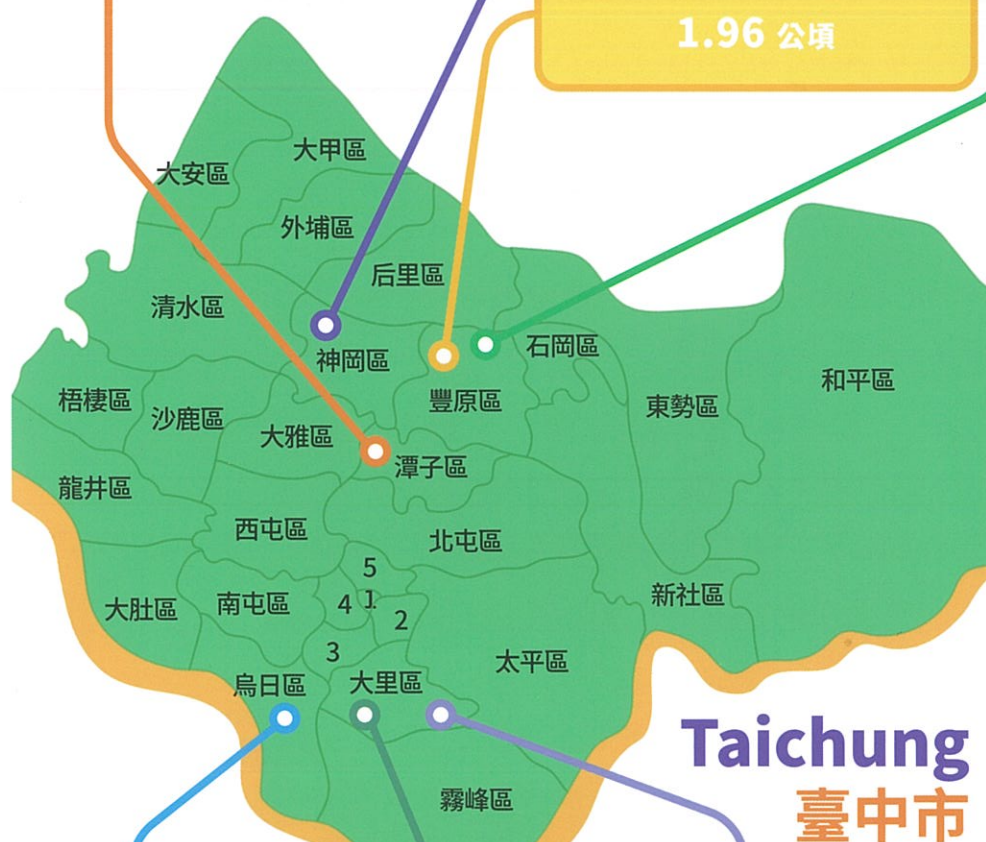 1.96 公頃
大甲區
大安區
外埔區
后里區
清水區
神岡區
石岡區
和平區
梧棲區
沙鹿區
大雅區
豐原區
東勢區
潭子區
龍井區
西屯區
北屯區
5
大肚區
南屯區
4
1
2
新社區
3
太平區
烏日區
大里區
Taichung
臺中市
霧峰區